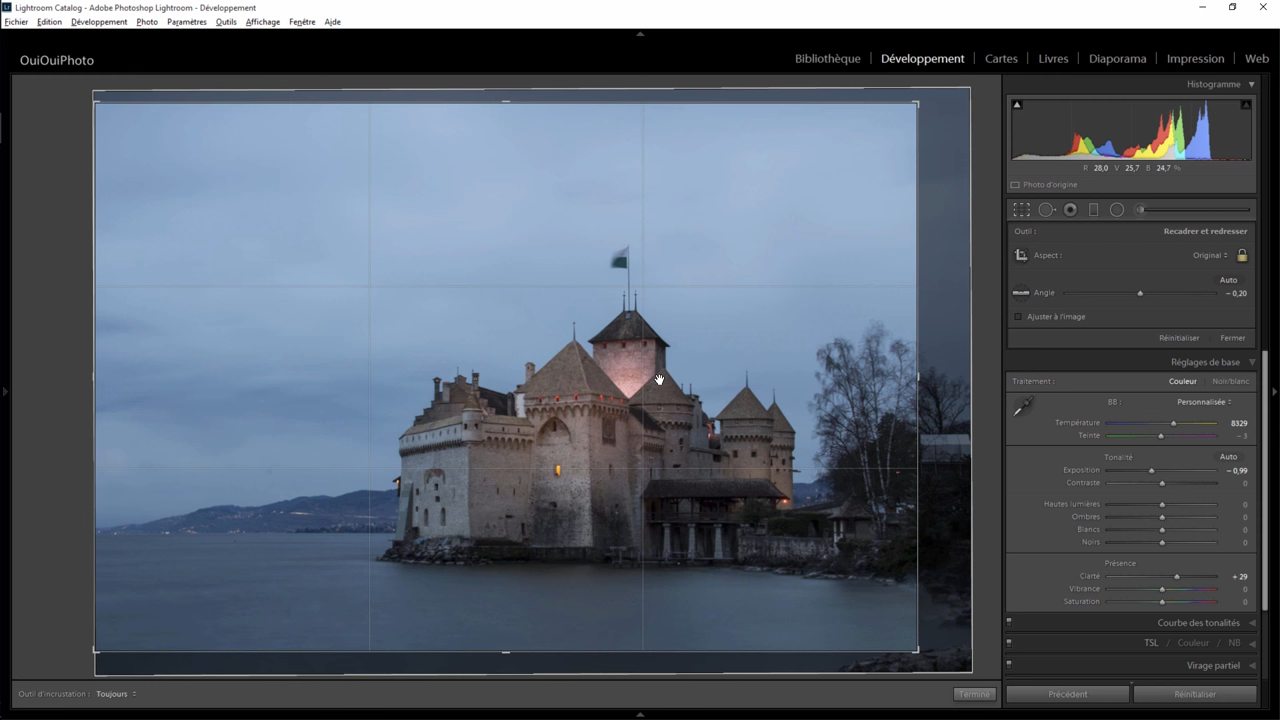 Lightroom Catalog - Adobe Photoshop Lightroom - Développement
Fichier Edition Développement Photo Paramètres Outils Affichage Fenêtre Aide
OuiOuiPhoto
Bibliothèque | Développement | Cartes | Livres | Diaporama | Impression | Web
Histogramme
R 28,0 V 25,7 B 24,7 %
Photo d'origine
Outil : Recadrer et redresser
Aspect : Original
Auto
Angle - 0,20
Ajuster à l'image
Réinitialiser Fermer
Réglages de base
Traitement : Couleur | Noir/blanc
BB : Personnalisée
Température 8329
Teinte - 3
Tonalité Auto
Exposition - 0,99
Contraste 0
Hautes lumières 0
Ombres 0
Blancs 0
Noirs 0
Présence
Clarté + 29
Vibrance 0
Saturation 0
Courbe des tonalités
TSL / Couleur / NB
Virage partiel
Outil d'incrustation : Toujours Terminé Précédent Réinitialiser